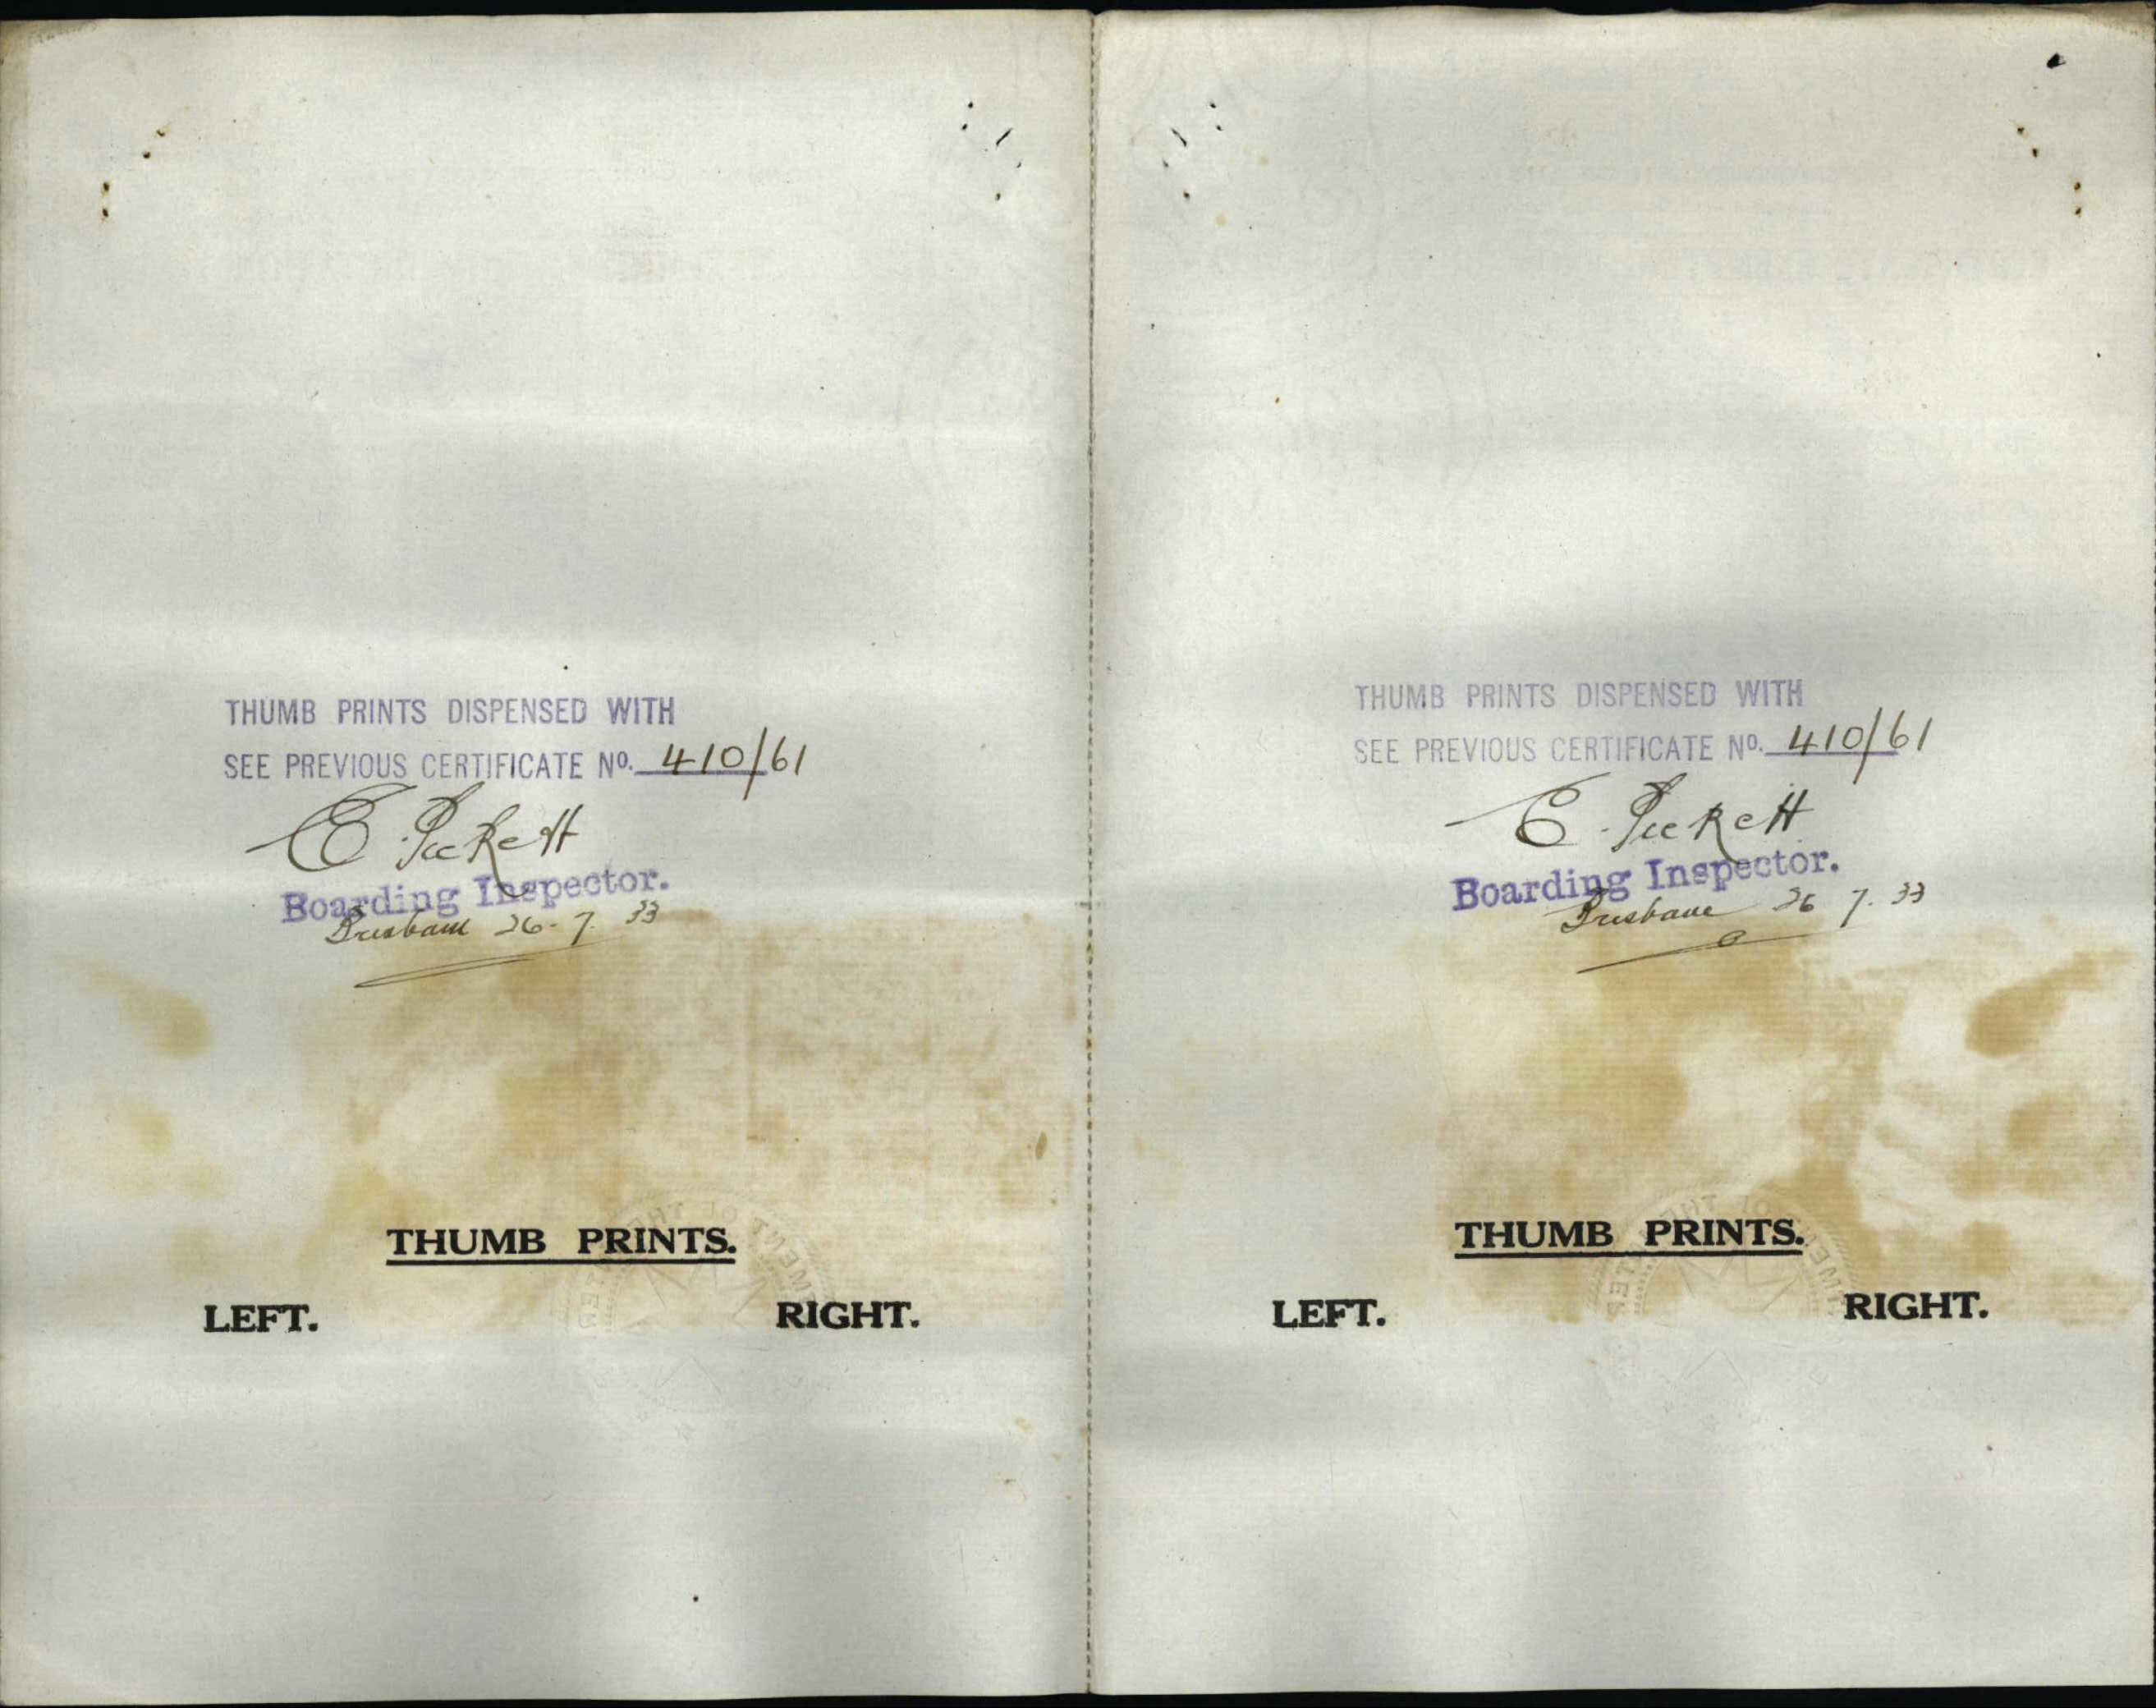 THUMB PRINTS DISPENSED WITH
SEE PREVIOUS CERTIFICATE No. 410/61
E. Peckett
Boarding Inspector.
Brisbane 26-7.33
THUMB PRINTS.
LEFT. RIGHT.
THUMB PRINTS DISPENSED WITH
SEE PREVIOUS CERTIFICATE No. 410/61
E. Peckett
Boarding Inspector.
Brisbane 26 7.33
THUMB PRINTS.
LEFT. RIGHT.